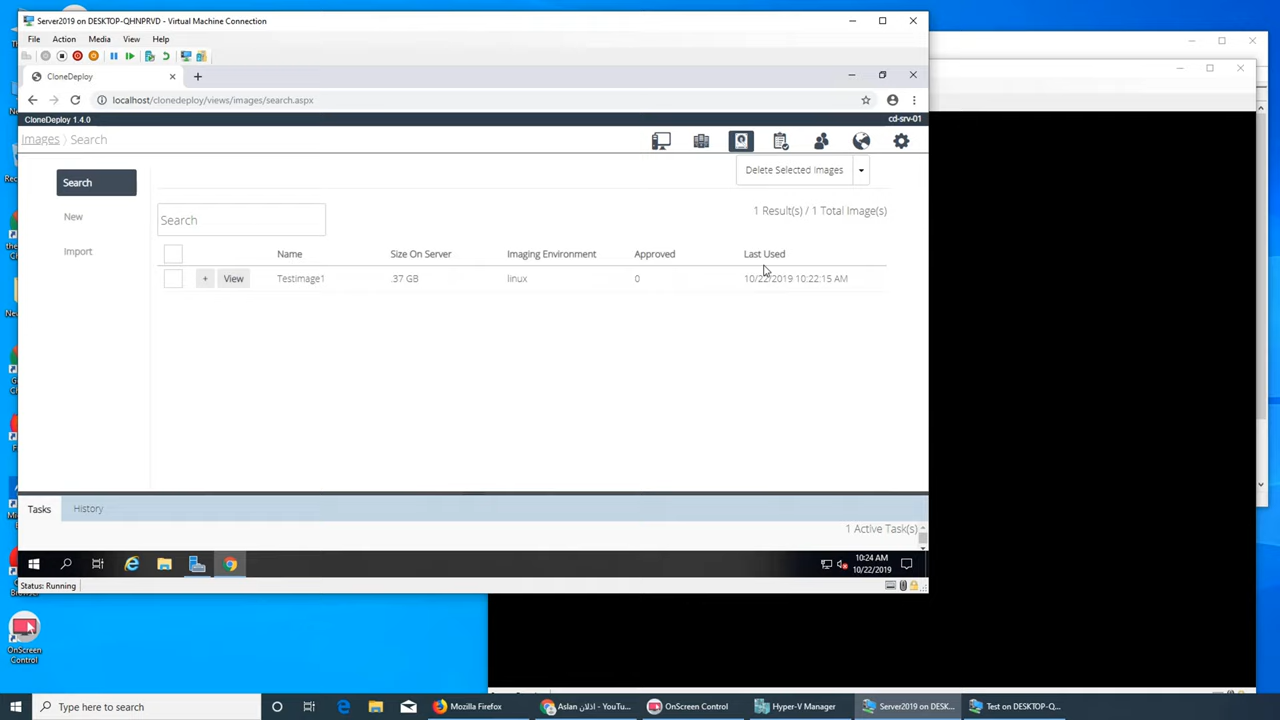 Server2019 on DESKTOP-QHNPRVD - Virtual Machine Connection
File Action Media View Help
CloneDeploy
localhost/clonedeploy/views/images/search.aspx
CloneDeploy 1.4.0 cd-srv-01
Images Search
Search
Delete Selected Images
New
Search
1 Result(s) / 1 Total Image(s)
Import
Name Size On Server Imaging Environment Approved Last Used
+ View Testimage1 .37 GB linux 0 10/22/2019 10:22:15 AM
Tasks History
1 Active Task(s)
10:24 AM
10/22/2019
Status: Running
OnScreen
Control
Type here to search
Mozilla Firefox
Aslan - اذلان YouTu...
OnScreen Control
Hyper-V Manager
Server2019 on DESK...
Test on DESKTOP-Q...